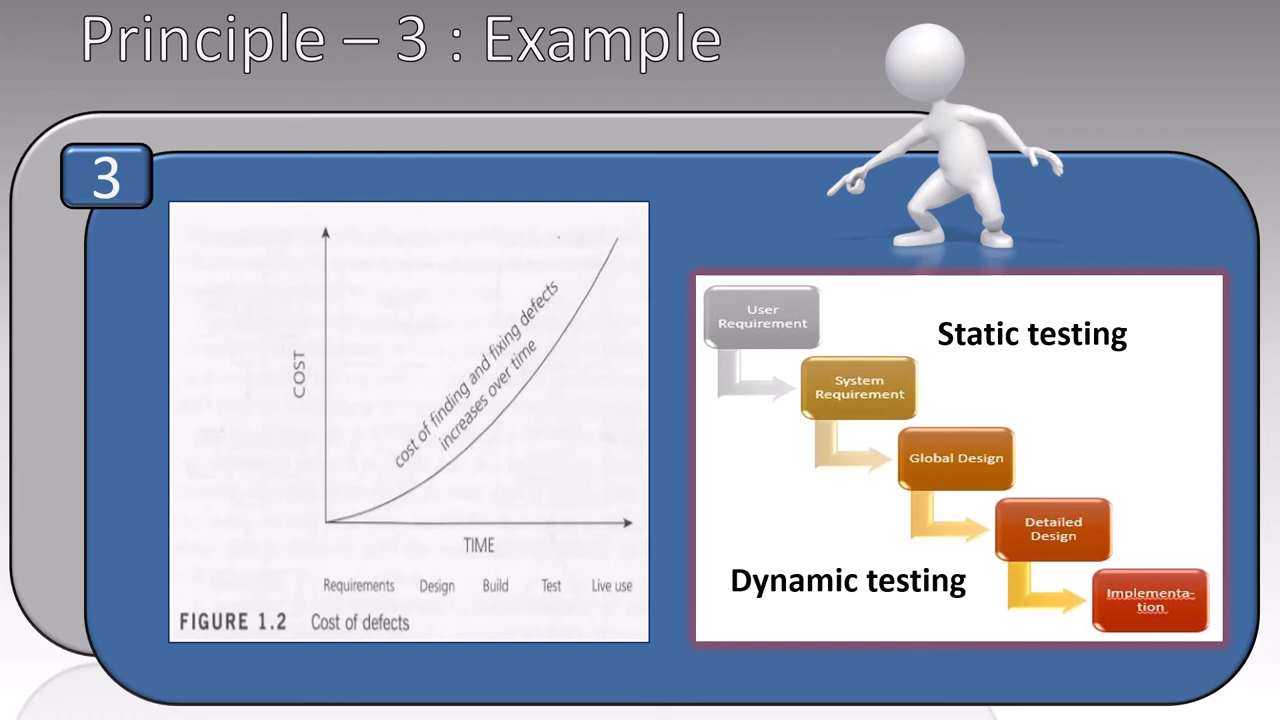 Principle – 3 : Example
3
COST
cost of finding and fixing defects
increases over time
TIME
Requirements Design Build Test Live use
FIGURE 1.2 Cost of defects
User
Requirement
Static testing
System
Requirement
Global Design
Detailed
Design
Dynamic testing
Implementa-
tion